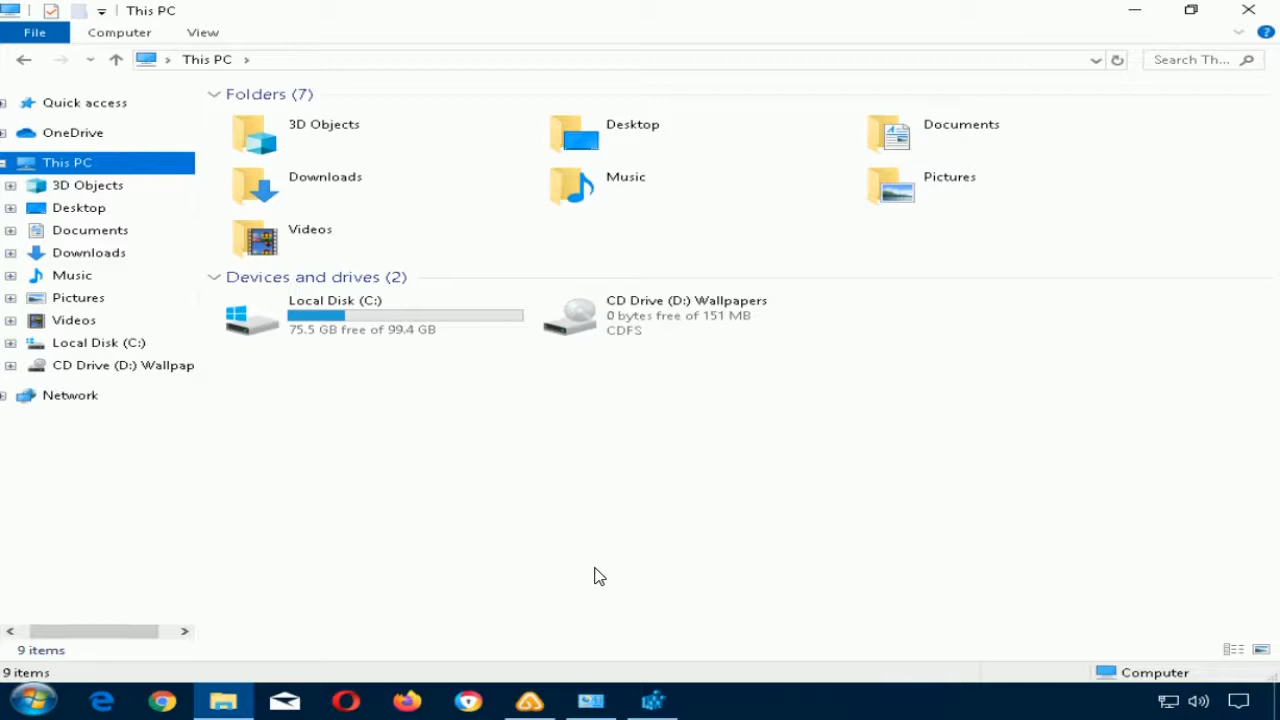 This PC
File Computer View
This PC
Search Th...
Quick access
OneDrive
This PC
3D Objects
Desktop
Documents
Downloads
Music
Pictures
Videos
Local Disk (C:)
CD Drive (D:) Wallpap
Network
Folders (7)
3D Objects
Desktop
Documents
Downloads
Music
Pictures
Videos
Devices and drives (2)
Local Disk (C:)
75.5 GB free of 99.4 GB
CD Drive (D:) Wallpapers
0 bytes free of 151 MB
CDFS
9 items
9 items
Computer